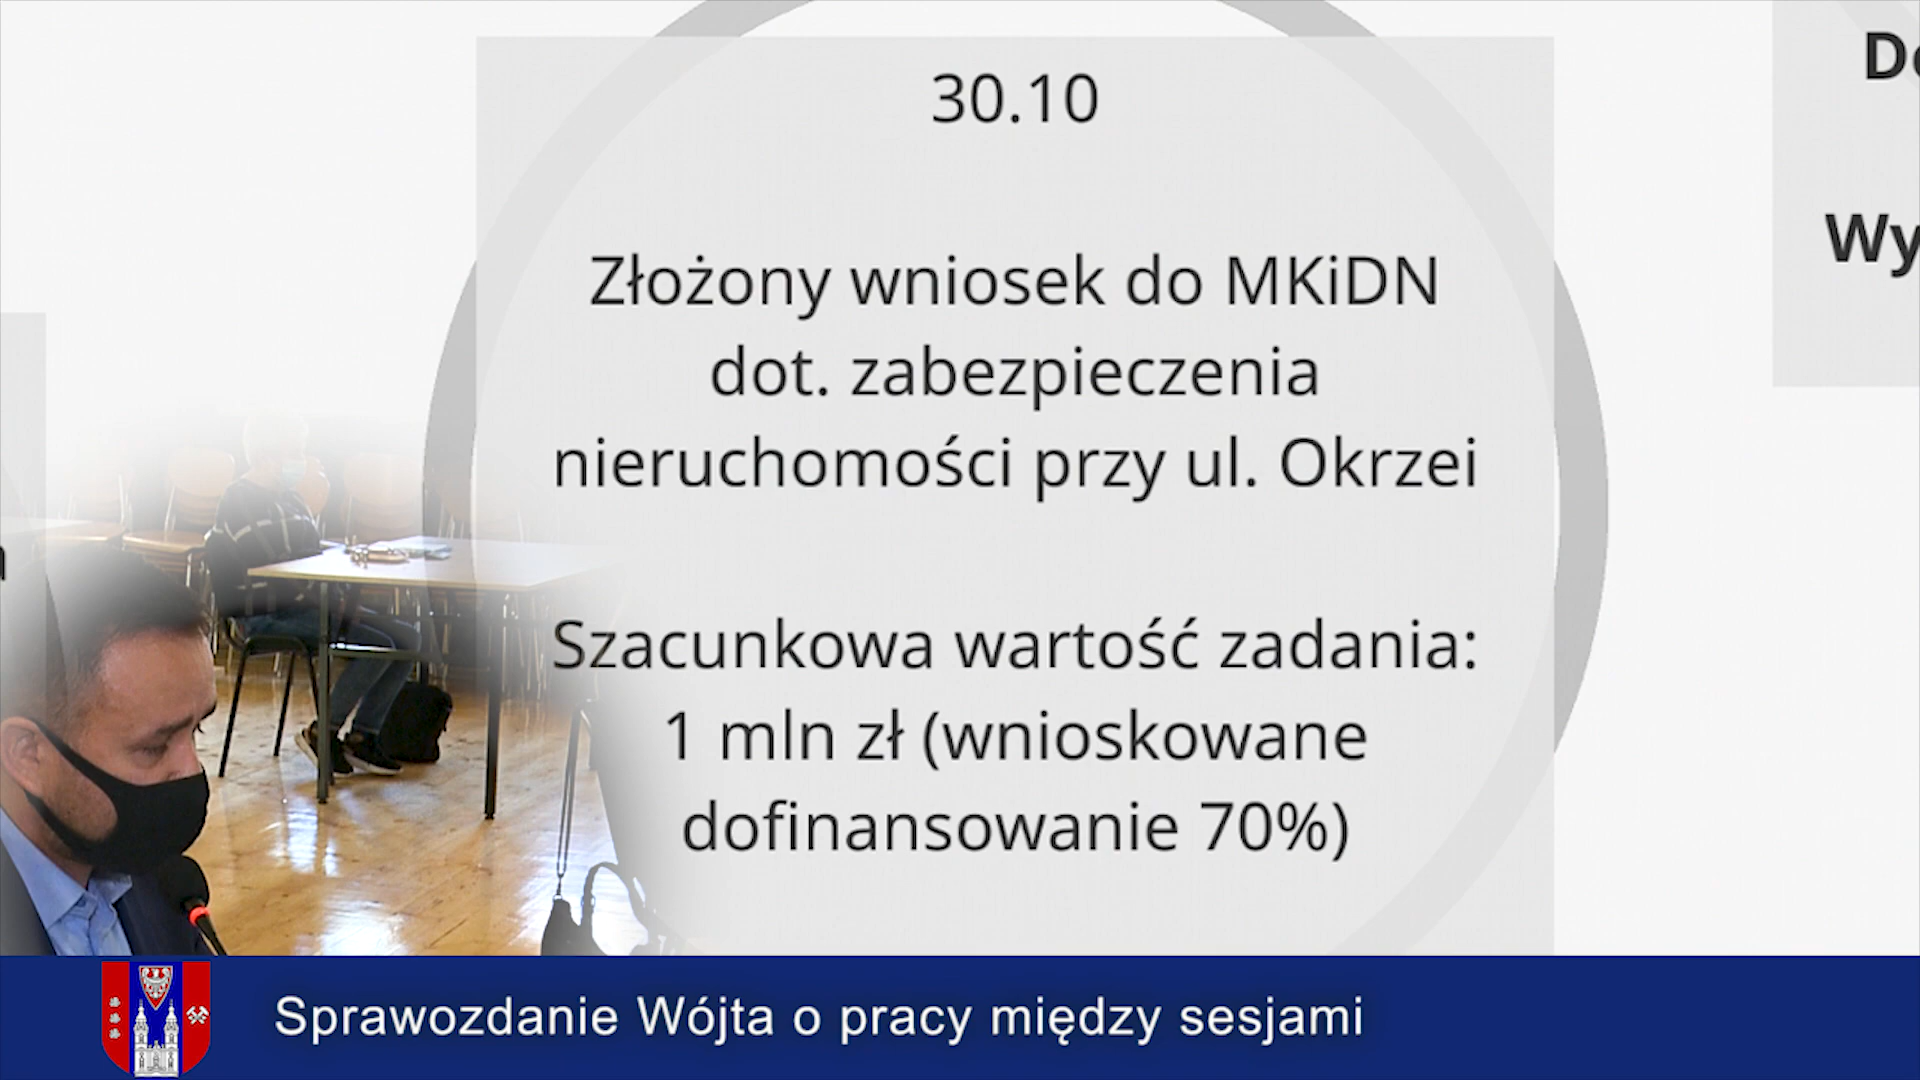 30.10
Złożony wniosek do MKiDN
dot. zabezpieczenia
nieruchomości przy ul. Okrzei
Szacunkowa wartość zadania:
1 mln zł (wnioskowane
dofinansowanie 70%)
Sprawozdanie Wójta o pracy między sesjami